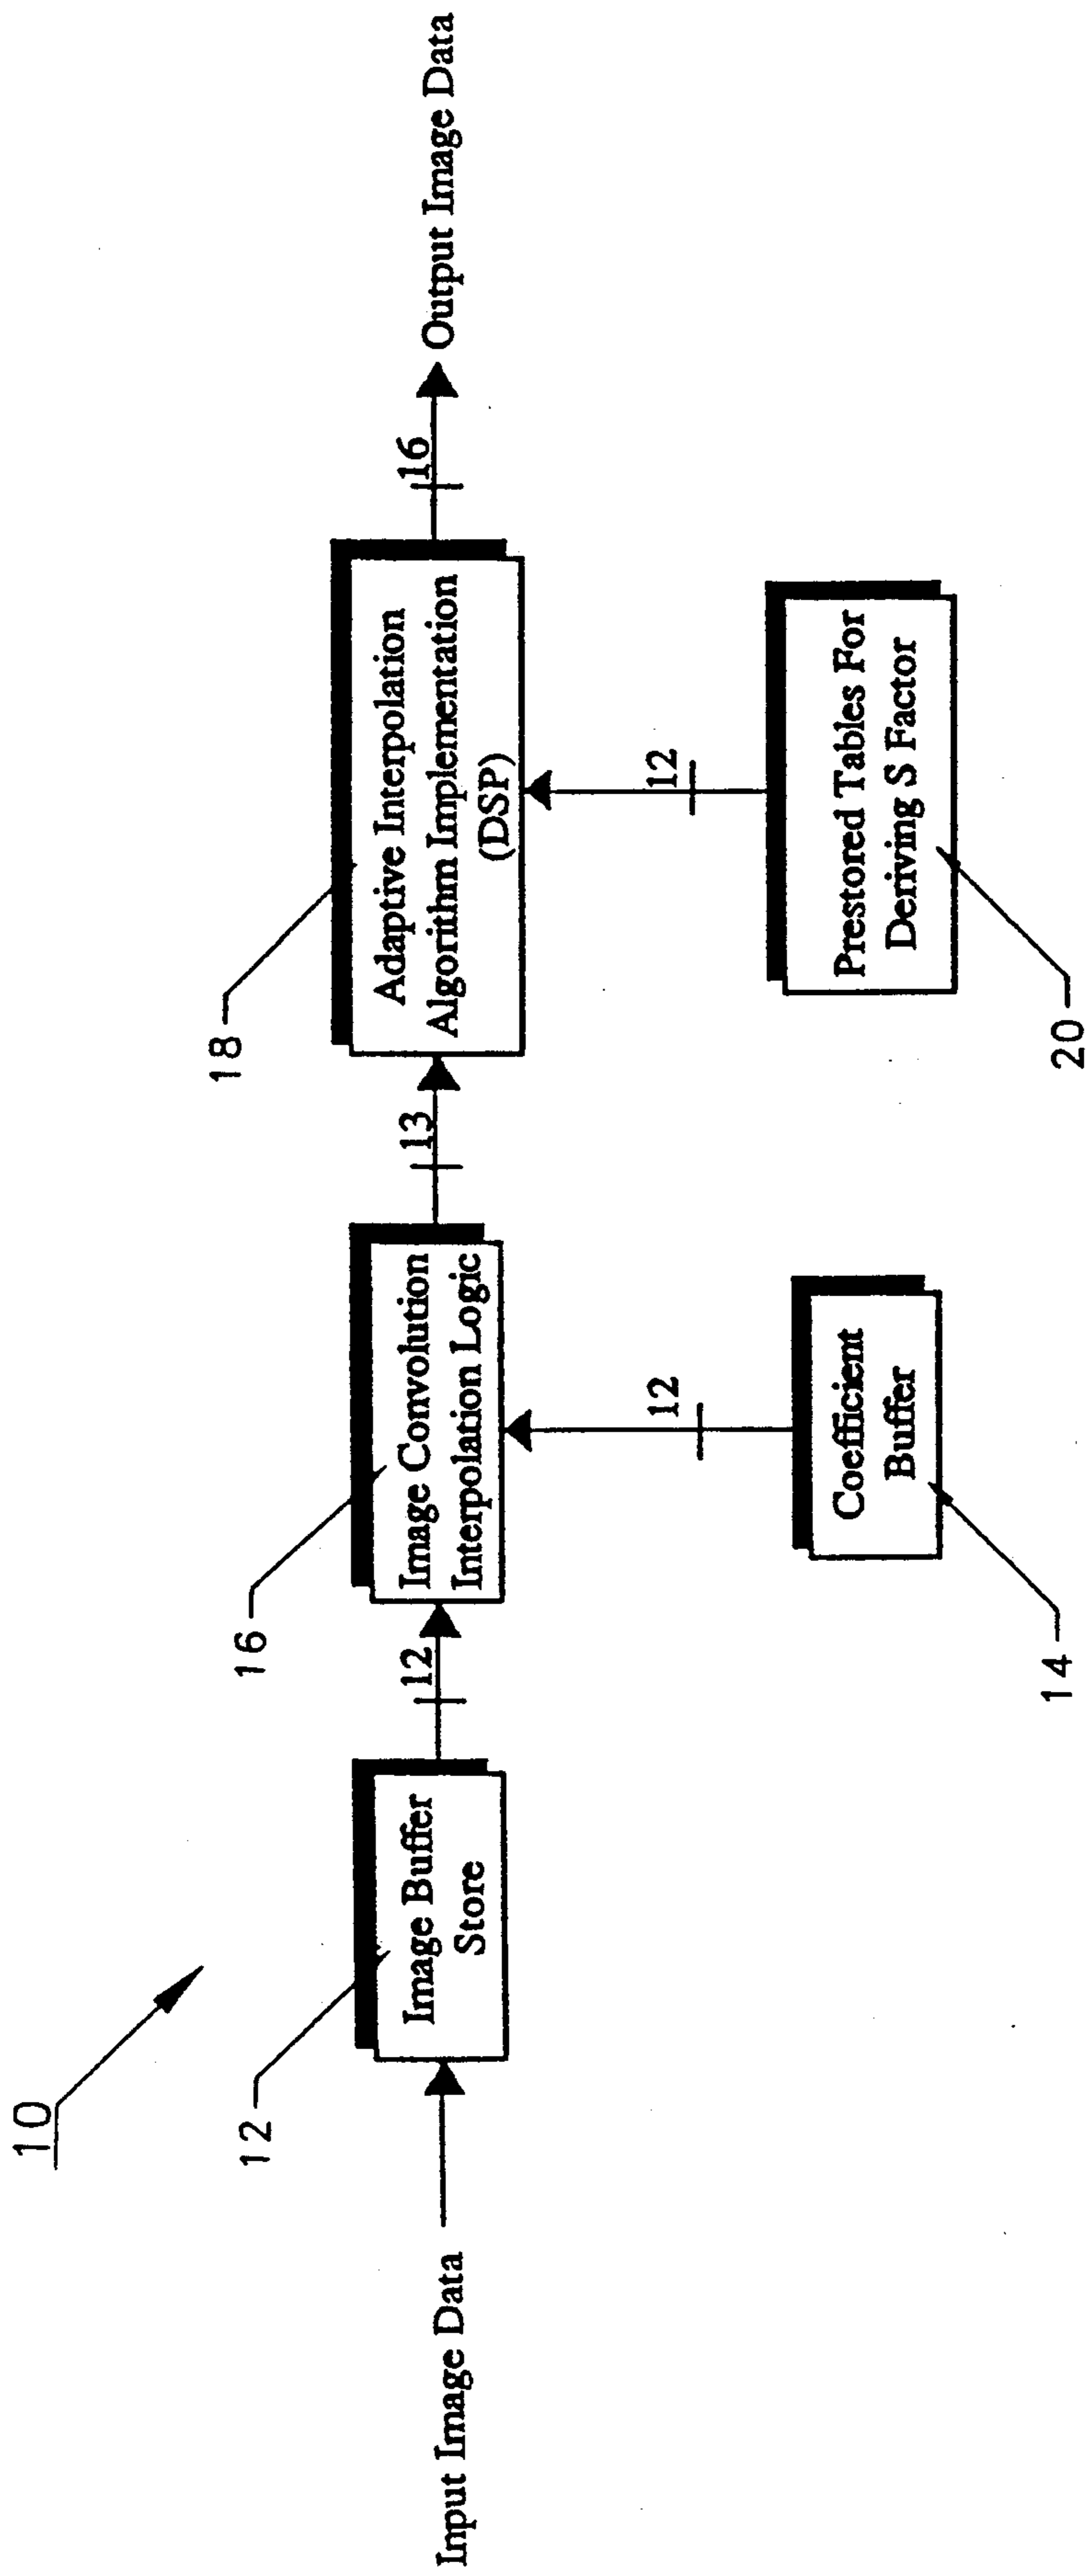 10
Input Image Data
12
Image Buffer
Store
12
16
Image Convolution
Interpolation Logic
12
14
Coefficient
Buffer
13
18
Adaptive Interpolation
Algorithm Implementation
(DSP)
12
20
Prestored Tables For
Deriving S Factor
16
Output Image Data